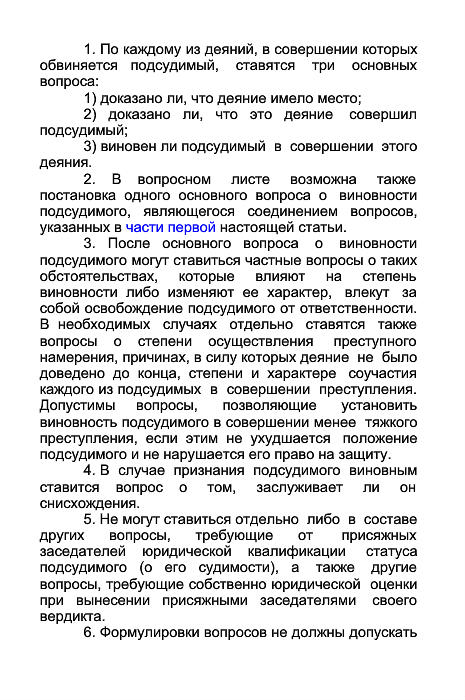 1. По каждому из деяний, в совершении которых
обвиняется подсудимый, ставятся три основных
вопроса:
1) доказано ли, что деяние имело место;
2) доказано ли, что это деяние совершил
подсудимый;
3) виновен ли подсудимый в совершении этого
деяния.
2. В вопросном листе возможна также
постановка одного основного вопроса о виновности
подсудимого, являющегося соединением вопросов,
указанных в части первой настоящей статьи.
3. После основного вопроса о виновности
подсудимого могут ставиться частные вопросы о таких
обстоятельствах, которые влияют на степень
виновности либо изменяют ее характер, влекут за
собой освобождение подсудимого от ответственности.
В необходимых случаях отдельно ставятся также
вопросы о степени осуществления преступного
намерения, причинах, в силу которых деяние не было
доведено до конца, степени и характере соучастия
каждого из подсудимых в совершении преступления.
Допустимы вопросы, позволяющие установить
виновность подсудимого в совершении менее тяжкого
преступления, если этим не ухудшается положение
подсудимого и не нарушается его право на защиту.
4. В случае признания подсудимого виновным
ставится вопрос о том, заслуживает ли он
снисхождения.
5. Не могут ставиться отдельно либо в составе
других вопросы, требующие от присяжных
заседателей юридической квалификации статуса
подсудимого (о его судимости), а также другие
вопросы, требующие собственно юридической оценки
при вынесении присяжными заседателями своего
вердикта.
6. Формулировки вопросов не должны допускать